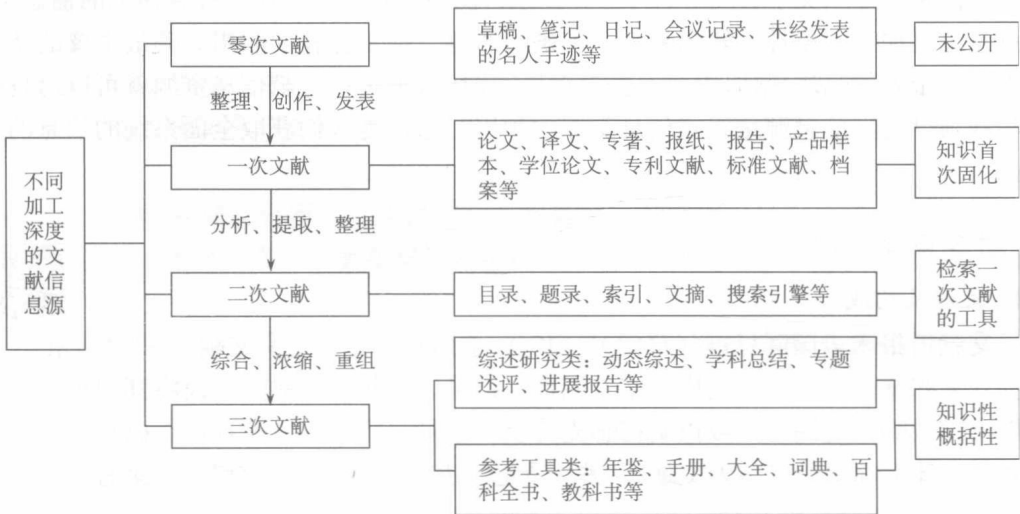 零次文献
草稿、笔记、日记、会议记录、未经发表
的名人手迹等
未公开
整理、创作、发表
不同
加工
深度
的文
献信
息源
一次文献
论文、译文、专著、报纸、报告、产品样
本、学位论文、专利文献、标准文献、档
案等
知识首
次固化
分析、提取、整理
二次文献
目录、题录、索引、文摘、搜索引擎等
检索一
次文献
的工具
综合、浓缩、重组
三次文献
综述研究类：动态综述、学科总结、专题
述评、进展报告等
参考工具类：年鉴、手册、大全、词典、百
科全书、教科书等
知识性
概括性